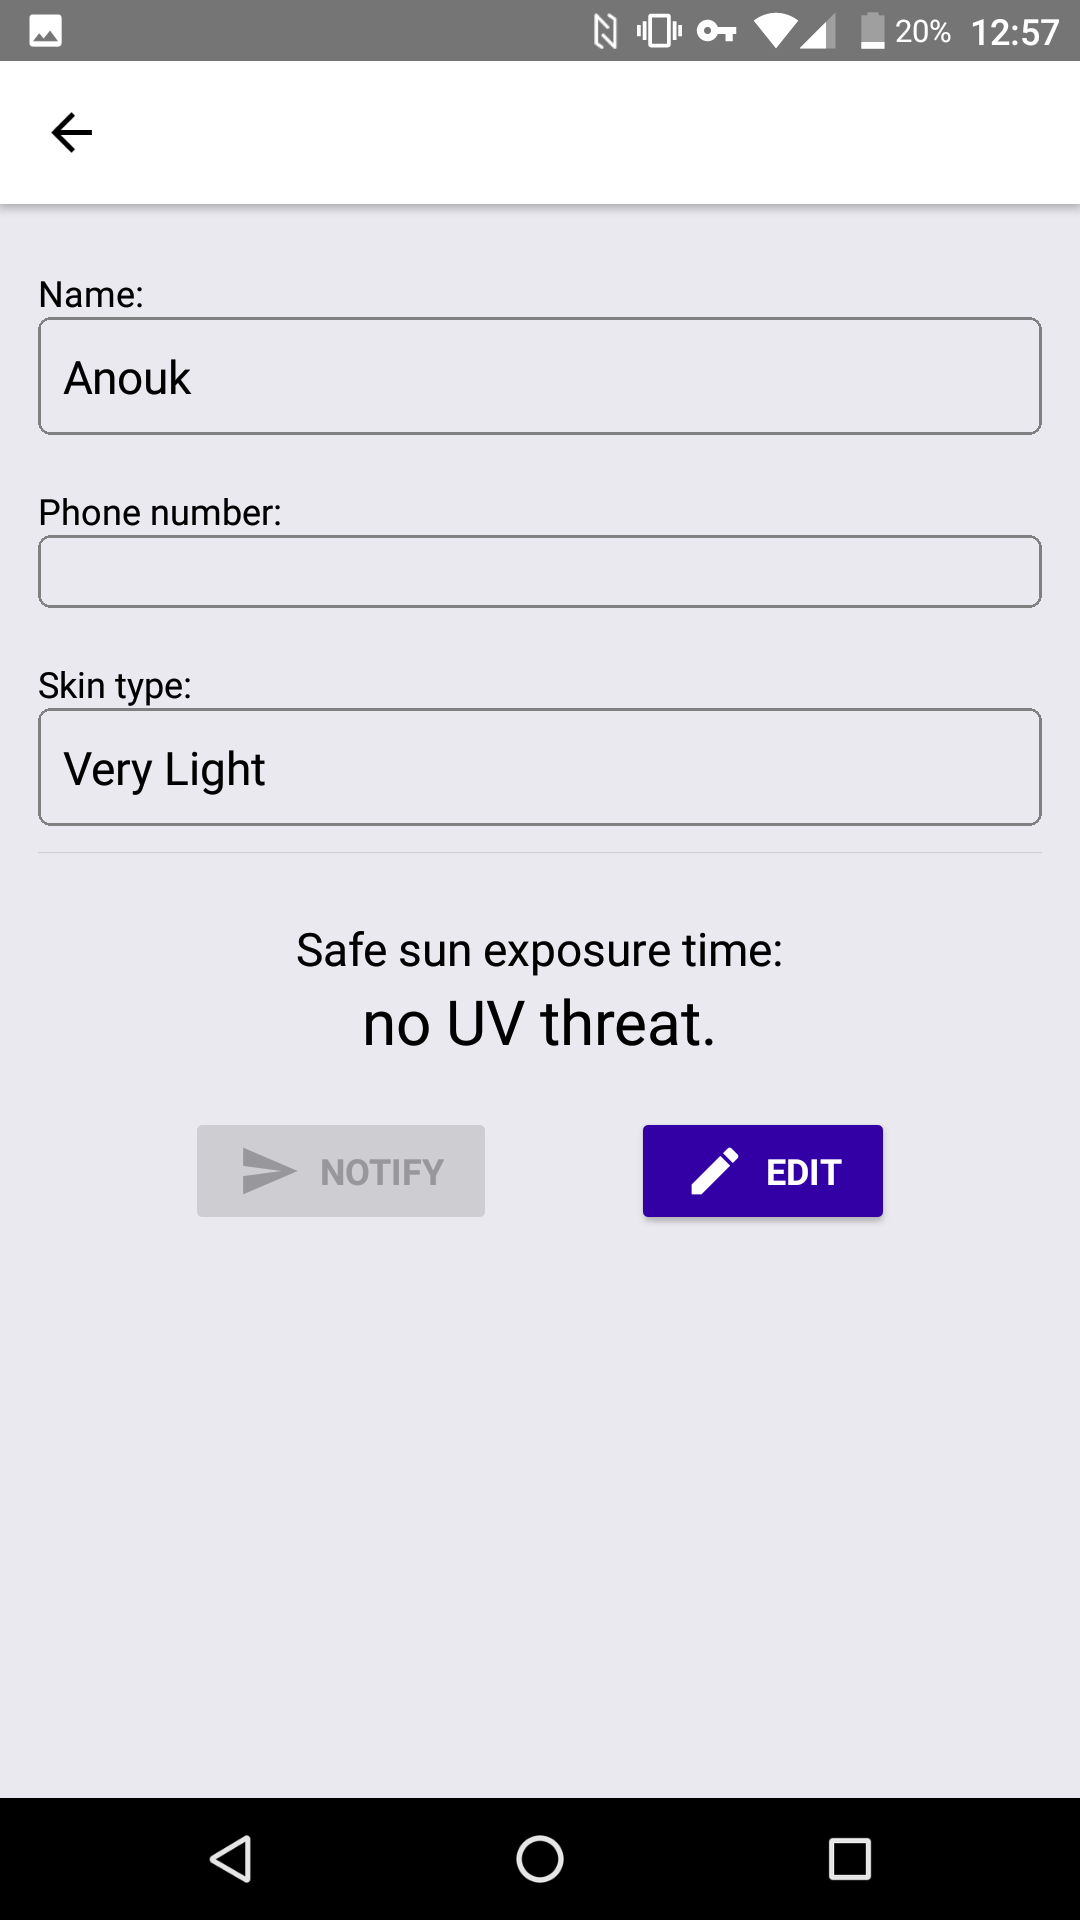 20% 12:57
Name:
Anouk
Phone number:
Skin type:
Very Light
Safe sun exposure time:
no UV threat.
NOTIFY EDIT